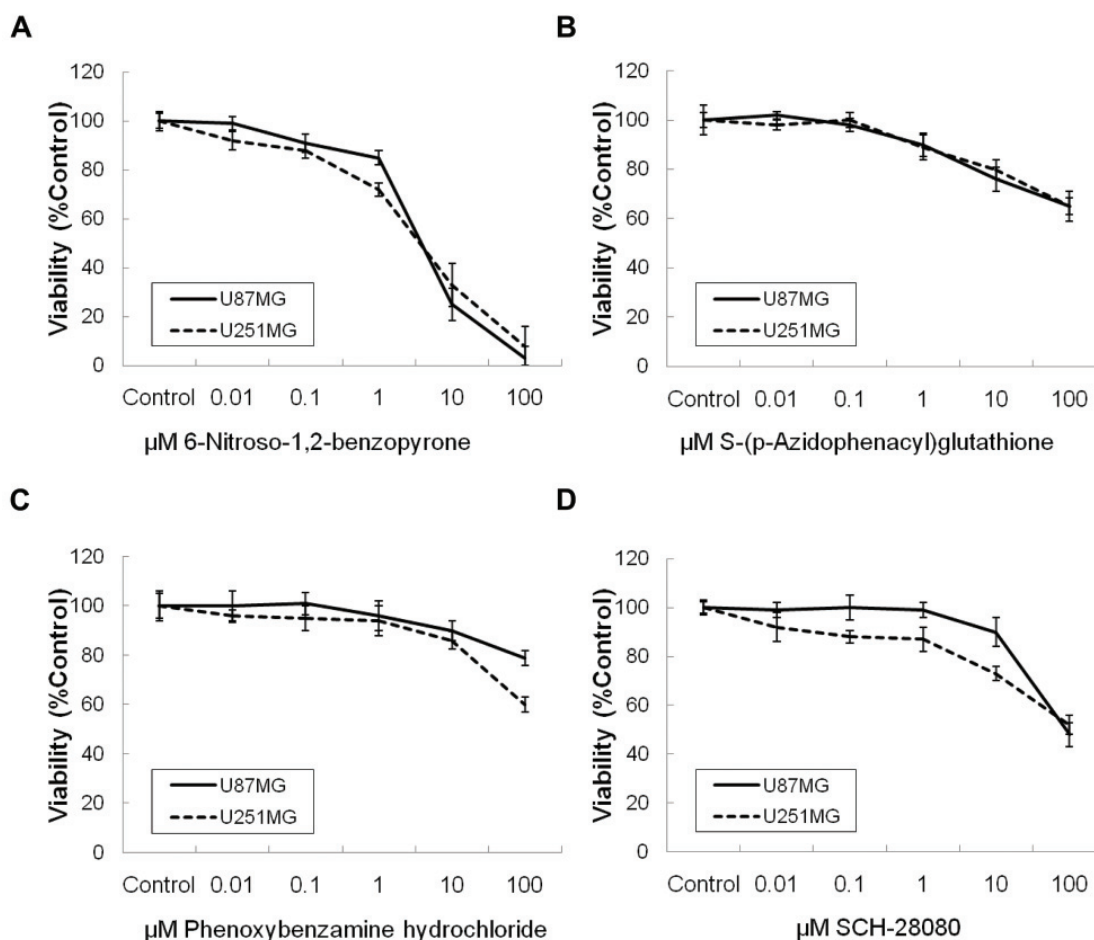 A
Viability (%Control)
120
100
80
60
40
20
0
U87MG
U251MG
Control 0.01 0.1 1 10 100
µM 6-Nitroso-1,2-benzopyrone
B
Viability (%Control)
120
100
80
60
40
20
0
U87MG
U251MG
Control 0.01 0.1 1 10 100
µM S-(p-Azidophenacyl)glutathione
C
Viability (%Control)
120
100
80
60
40
20
0
U87MG
U251MG
Control 0.01 0.1 1 10 100
µM Phenoxybenzamine hydrochloride
D
Viability (%Control)
120
100
80
60
40
20
0
U87MG
U251MG
Control 0.01 0.1 1 10 100
µM SCH-28080